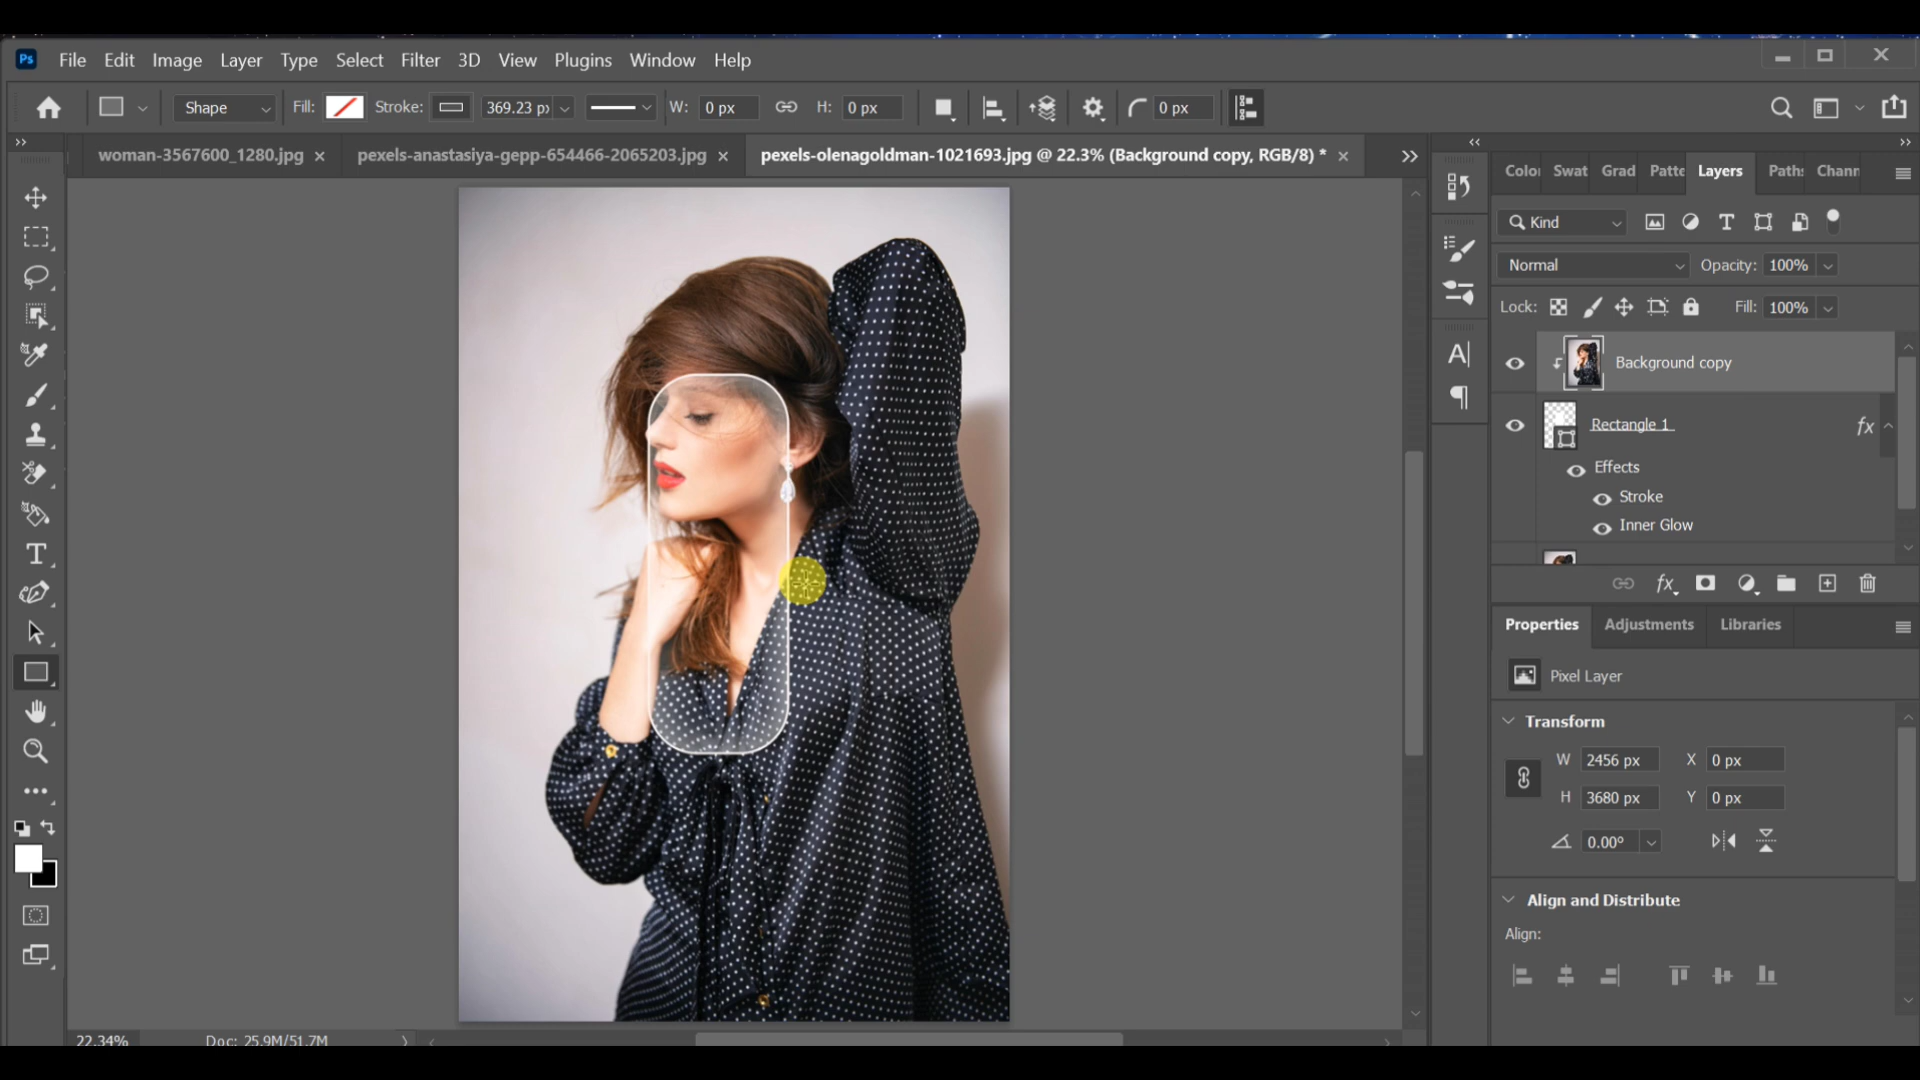 Ps File Edit Image Layer Type Select Filter 3D View Plugins Window Help
Shape Fill: Stroke: 369.23 p W: 0 px H: 0 px 0 px
woman-3567600_1280.jpg × pexels-anastasiya-gepp-654466-2065203.jpg × pexels-olenagoldman-1021693.jpg @ 22.3% (Background copy, RGB/8) * ×
Color Swat Grad Patte Layers Paths Chann
Kind
Normal Opacity: 100%
Lock: Fill: 100%
Background copy
Rectangle 1 fx
Effects
Stroke
Inner Glow
fx
Properties Adjustments Libraries
Pixel Layer
Transform
W 2456 px X 0 px
H 3680 px Y 0 px
0.00°
Align and Distribute
Align:
22.34% Doc: 25.9M/51.7M